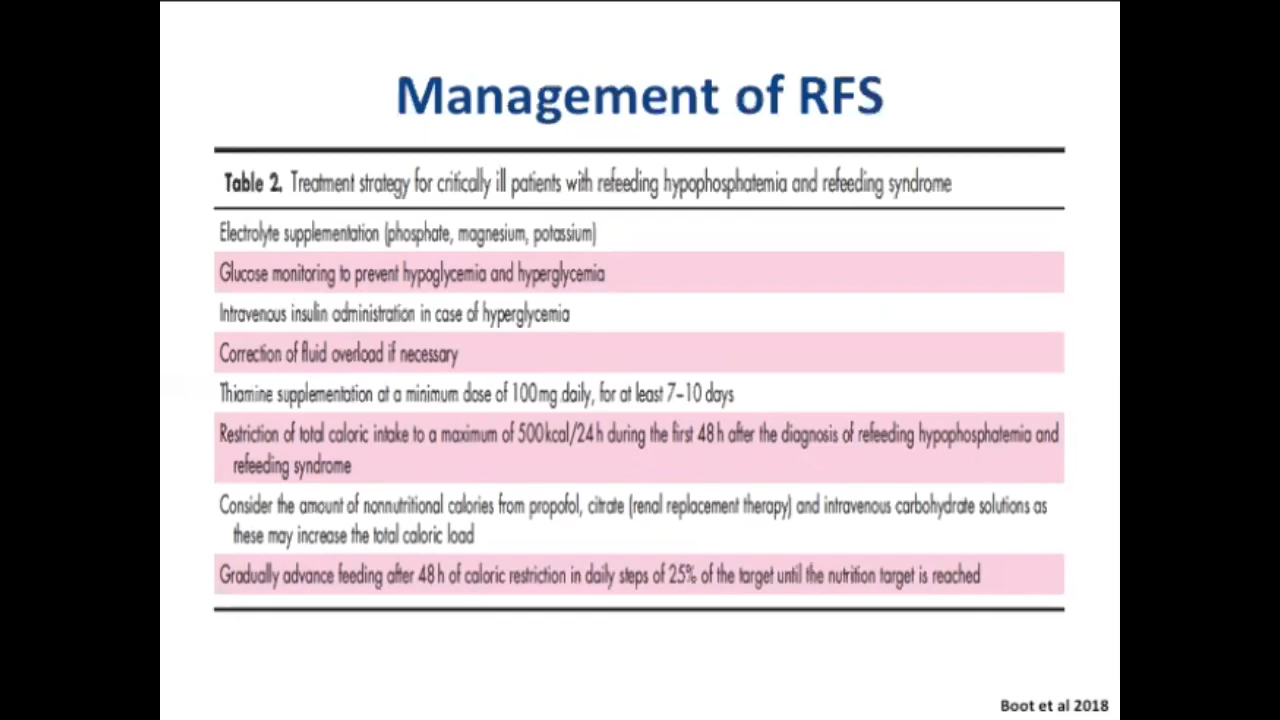 Management of RFS
Table 2. Treatment strategy for critically ill patients with refeeding hypophosphatemia and refeeding syndrome
Electrolyte supplementation (phosphate, magnesium, potassium)
Glucose monitoring to prevent hypoglycemia and hyperglycemia
Intravenous insulin administration in case of hyperglycemia
Correction of fluid overload if necessary
Thiamine supplementation at a minimum dose of 100mg daily, for at least 7–10 days
Restriction of total caloric intake to a maximum of 500kcal/24h during the first 48h after the diagnosis of refeeding hypophosphatemia and
refeeding syndrome
Consider the amount of nonnutritional calories from propofol, citrate (renal replacement therapy) and intravenous carbohydrate solutions as
these may increase the total caloric load
Gradually advance feeding after 48h of caloric restriction in daily steps of 25% of the target until the nutrition target is reached
Boot et al 2018